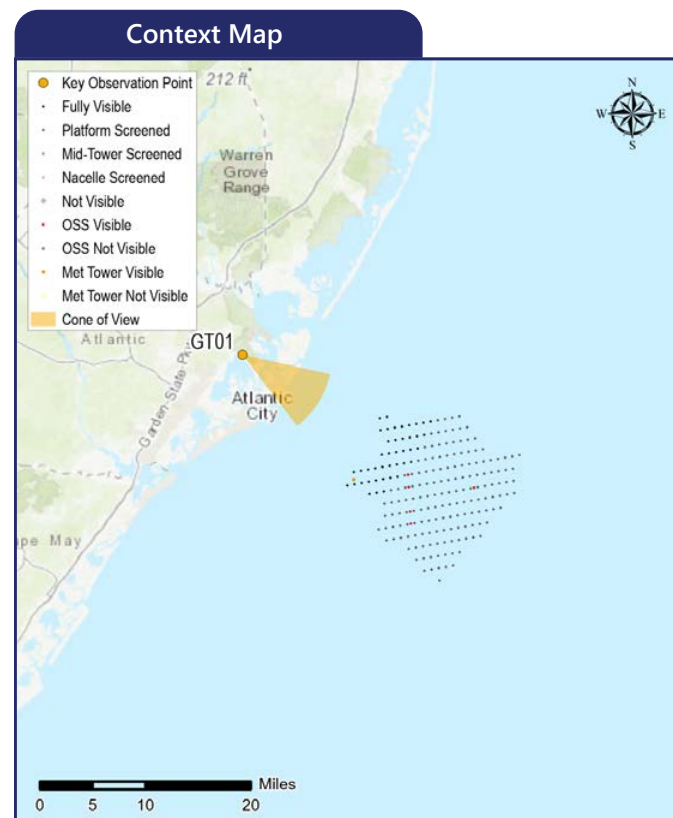 Context Map
Key Observation Point
Fully Visible
Platform Screened
Mid-Tower Screened
Nacelle Screened
Not Visible
OSS Visible
OSS Not Visible
Met Tower Visible
Met Tower Not Visible
Cone of View
212 ft
Warren
Grove
Range
N
W E
S
Atlantic
GT01
Garden-State Pk
Atlantic
City
ape May
Miles
0 5 10 20